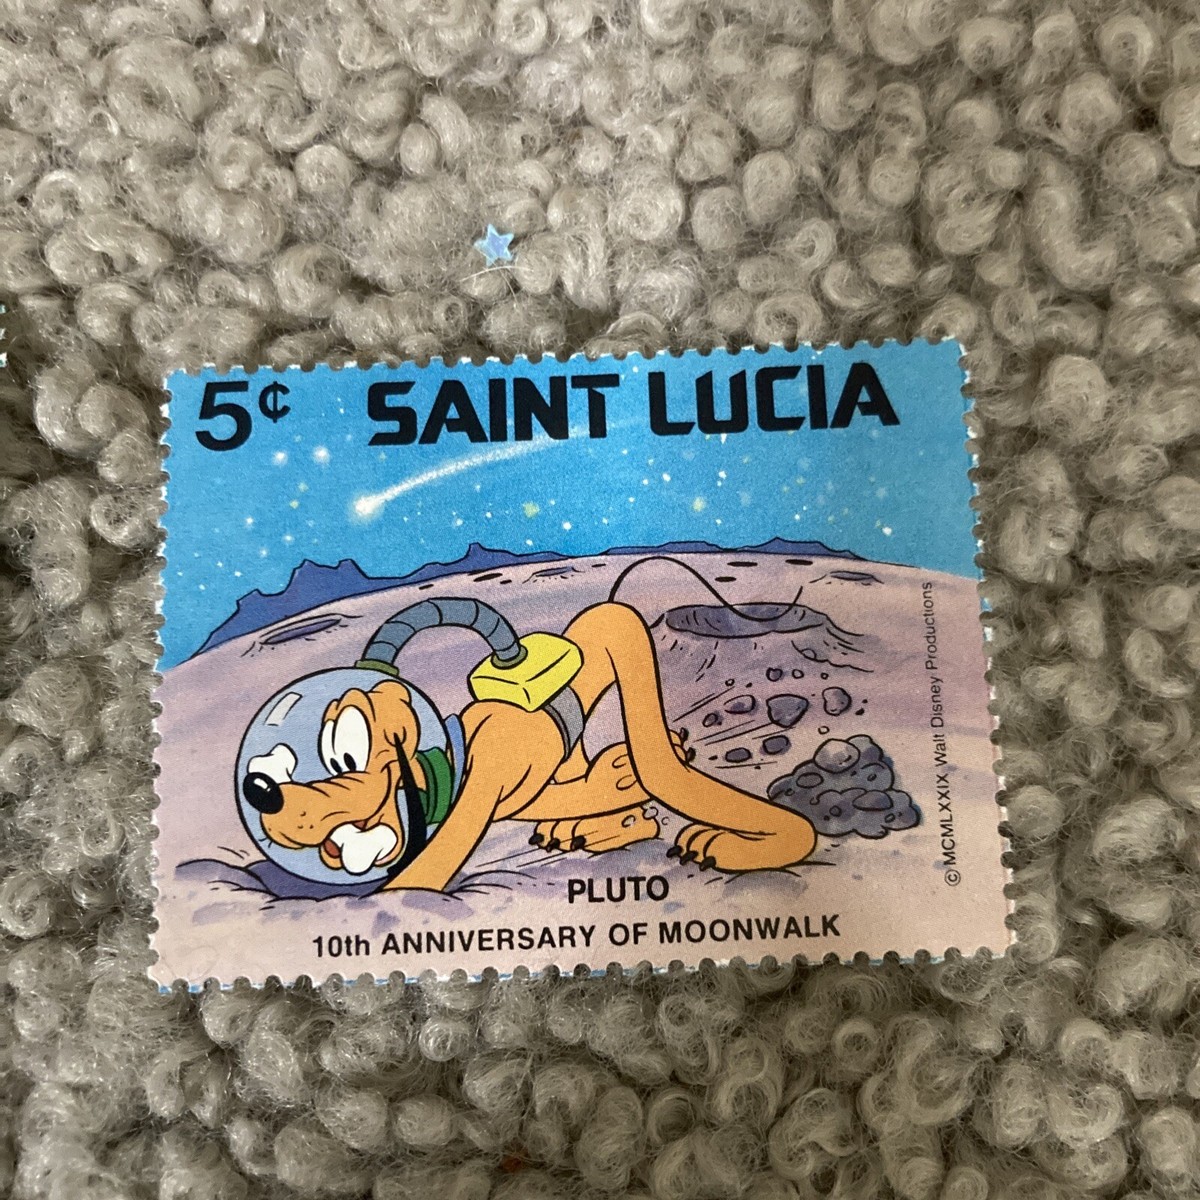 5¢ SAINT LUCIA
© MCMLXXIX Walt Disney Productions
PLUTO
10th ANNIVERSARY OF MOONWALK